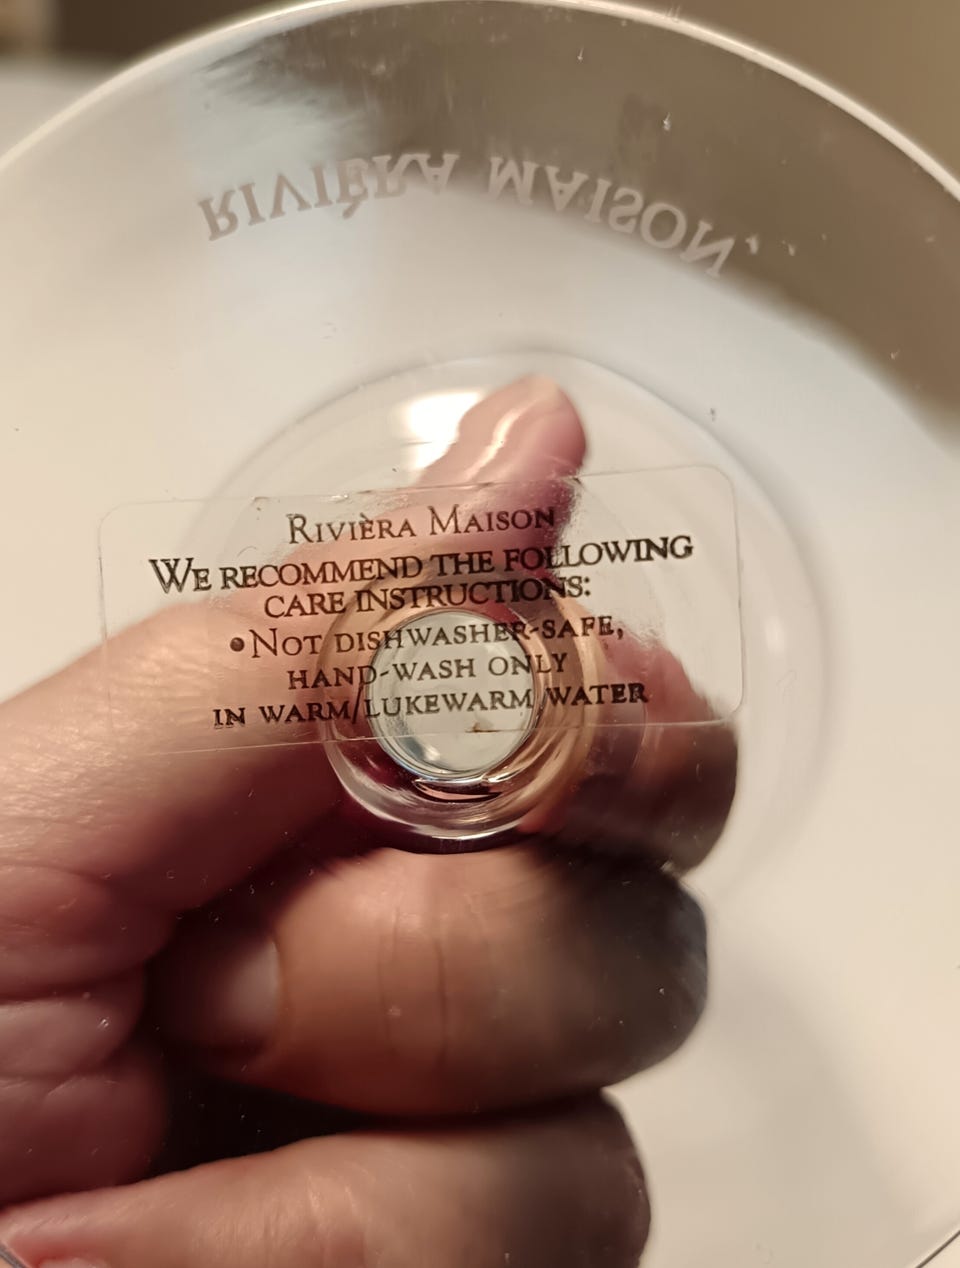 RIVIÈRA MAISON
RIVIÈRA MAISON
WE RECOMMEND THE FOLLOWING
CARE INSTRUCTIONS:
•NOT DISHWASHER-SAFE,
HAND-WASH ONLY
IN WARM/LUKEWARM WATER